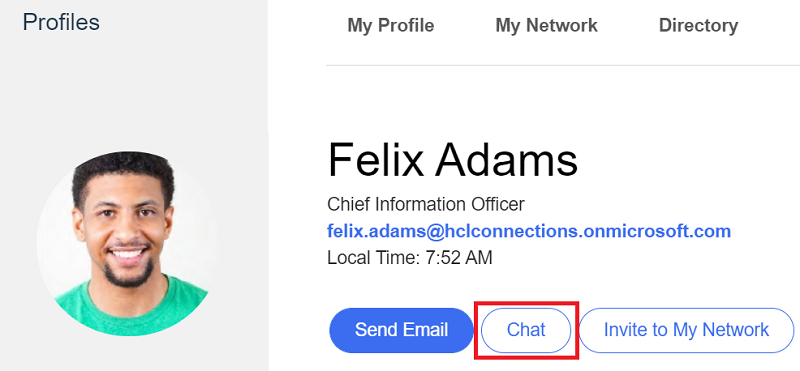 Profiles
My Profile My Network Directory
Felix Adams
Chief Information Officer
felix.adams@hclconnections.onmicrosoft.com
Local Time: 7:52 AM
Send Email Chat Invite to My Network